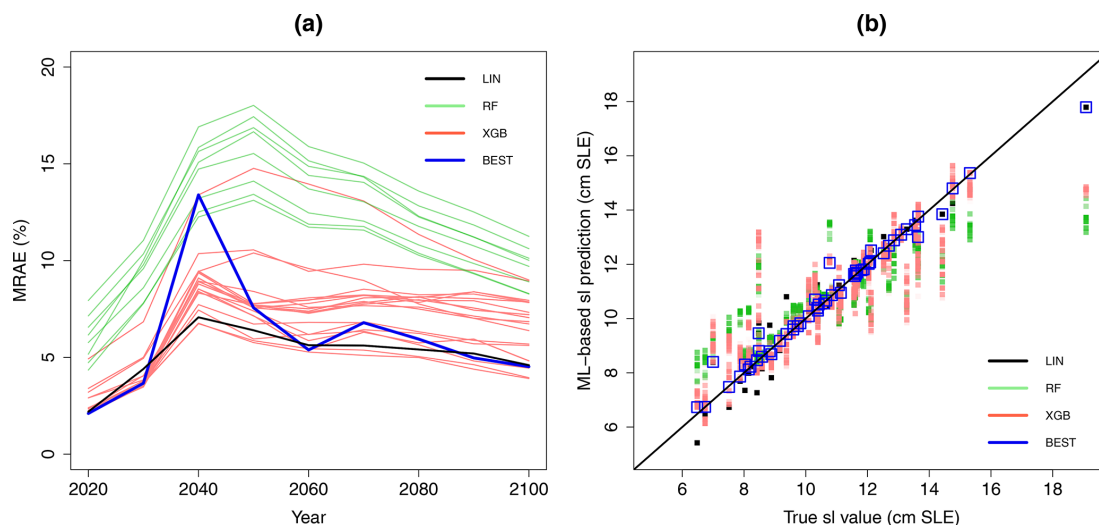 (a)
MRAE (%)
20
15
10
5
0
LIN
RF
XGB
BEST
2020
2040
2060
2080
2100
Year
(b)
ML−based sl prediction (cm SLE)
18
16
14
12
10
8
6
LIN
RF
XGB
BEST
6
8
10
12
14
16
18
True sl value (cm SLE)